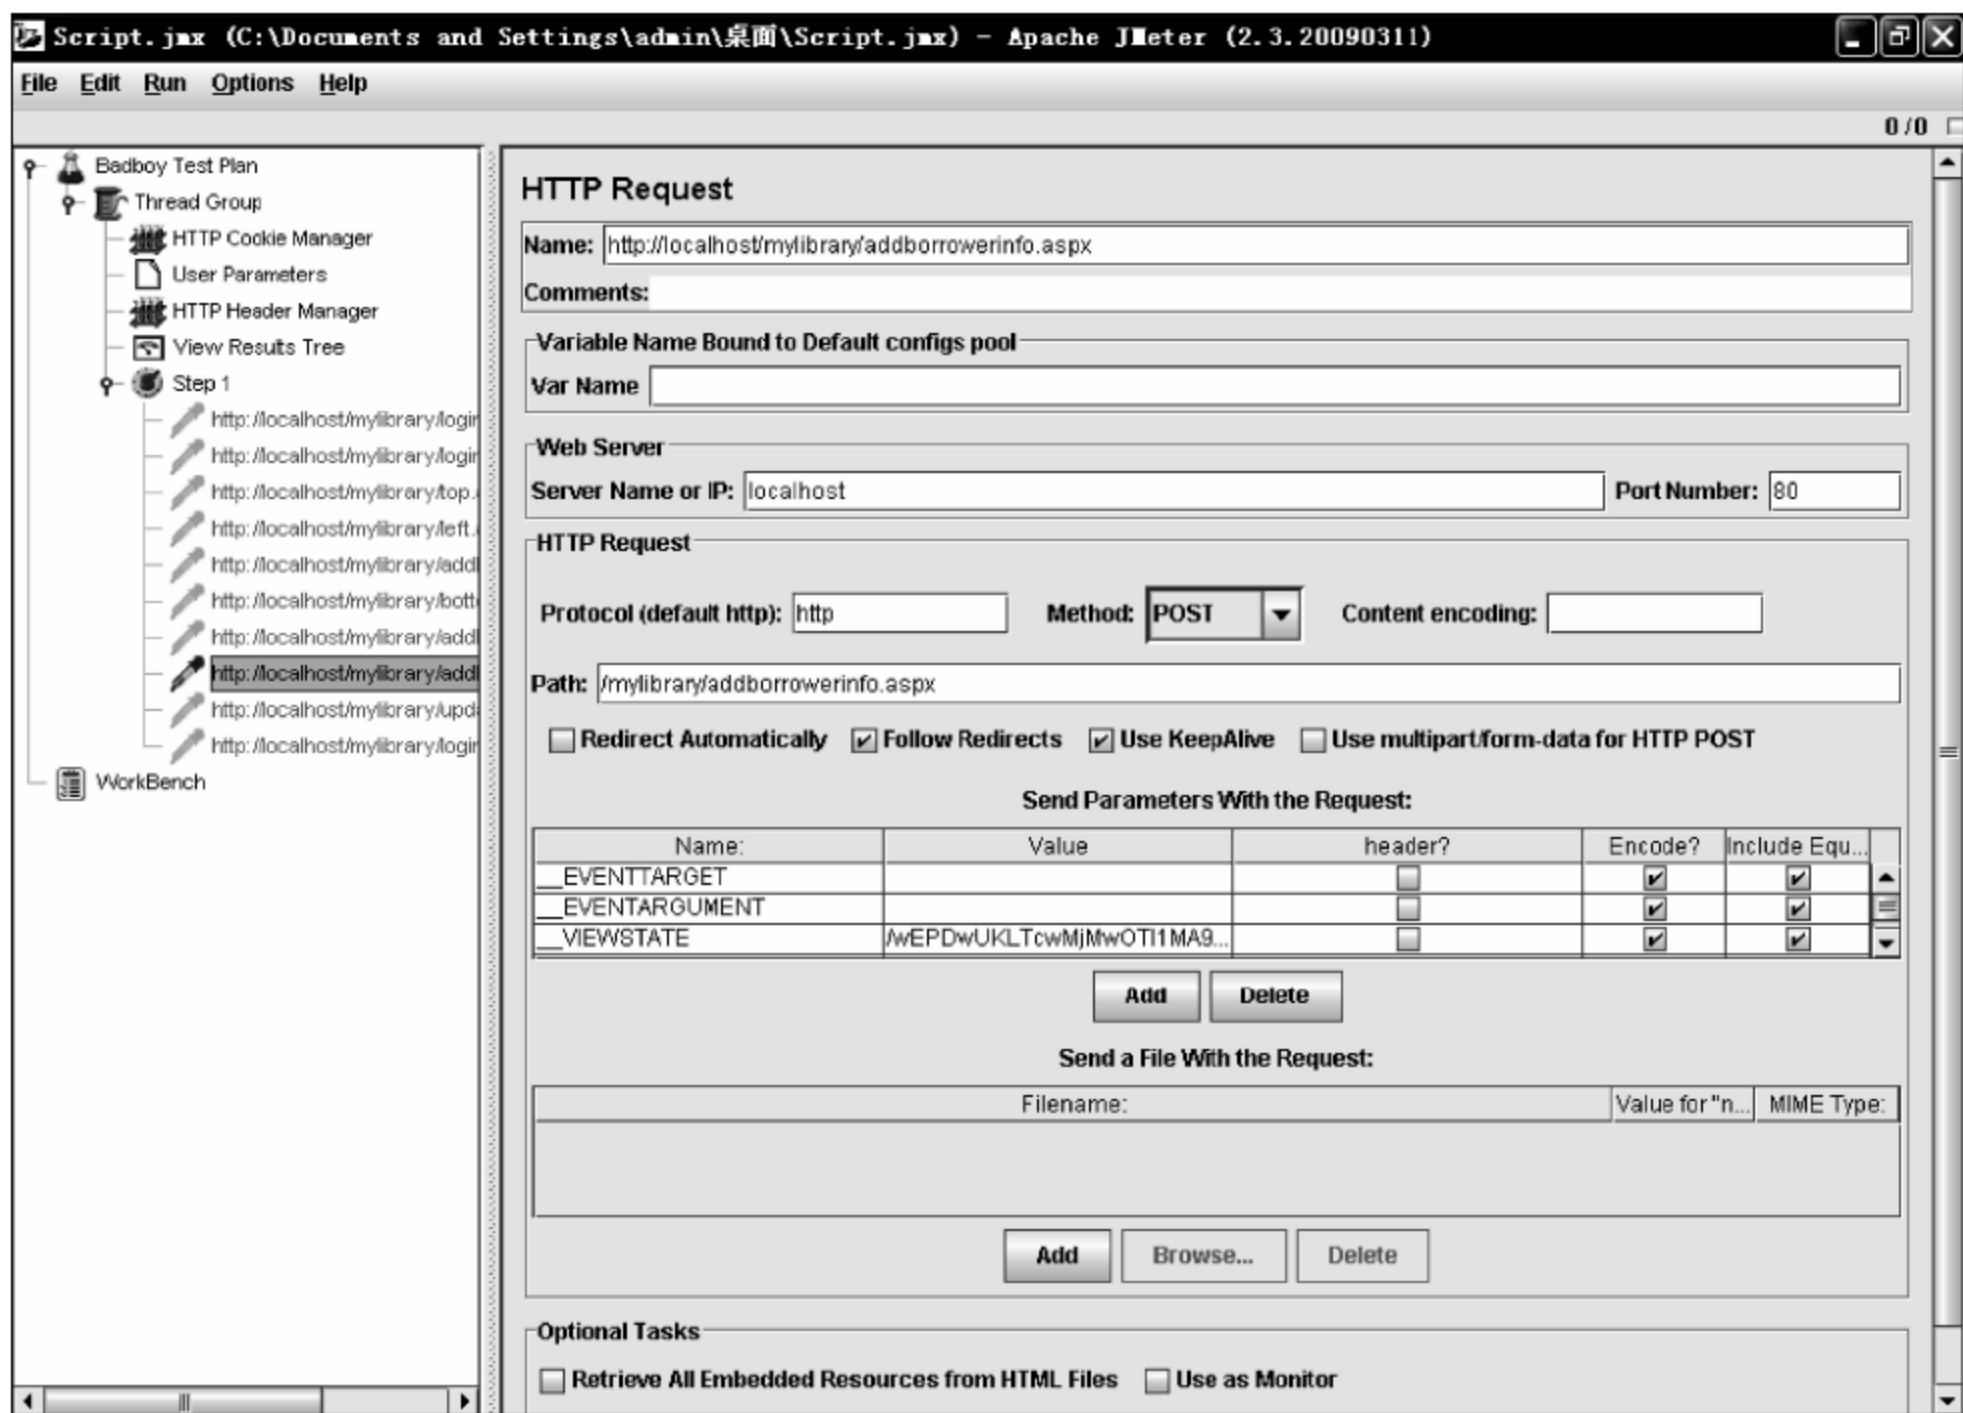 Script.jmx (C:\Documents and Settings\admin\桌面\Script.jmx) - Apache JMeter (2.3.20090311)
File Edit Run Options Help
0/0
Badboy Test Plan
Thread Group
HTTP Cookie Manager
User Parameters
HTTP Header Manager
View Results Tree
Step 1
http://localhost/mylibrary/login
http://localhost/mylibrary/login
http://localhost/mylibrary/top.
http://localhost/mylibrary/left.
http://localhost/mylibrary/add
http://localhost/mylibrary/bott
http://localhost/mylibrary/add
http://localhost/mylibrary/add
http://localhost/mylibrary/upd
http://localhost/mylibrary/login
WorkBench
HTTP Request
Name: http://localhost/mylibrary/addborrowerinfo.aspx
Comments:
Variable Name Bound to Default configs pool
Var Name
Web Server
Server Name or IP: localhost Port Number: 80
HTTP Request
Protocol (default http): http Method: POST Content encoding:
Path: /mylibrary/addborrowerinfo.aspx
Redirect Automatically Follow Redirects Use KeepAlive Use multipart/form-data for HTTP POST
Send Parameters With the Request:
Name: Value header? Encode? Include Equ...
__EVENTTARGET
__EVENTARGUMENT
__VIEWSTATE /wEPDwUKLTcwMjMwOTI1MA9...
Add Delete
Send a File With the Request:
Filename: Value for "n... MIME Type:
Add Browse... Delete
Optional Tasks
Retrieve All Embedded Resources from HTML Files Use as Monitor